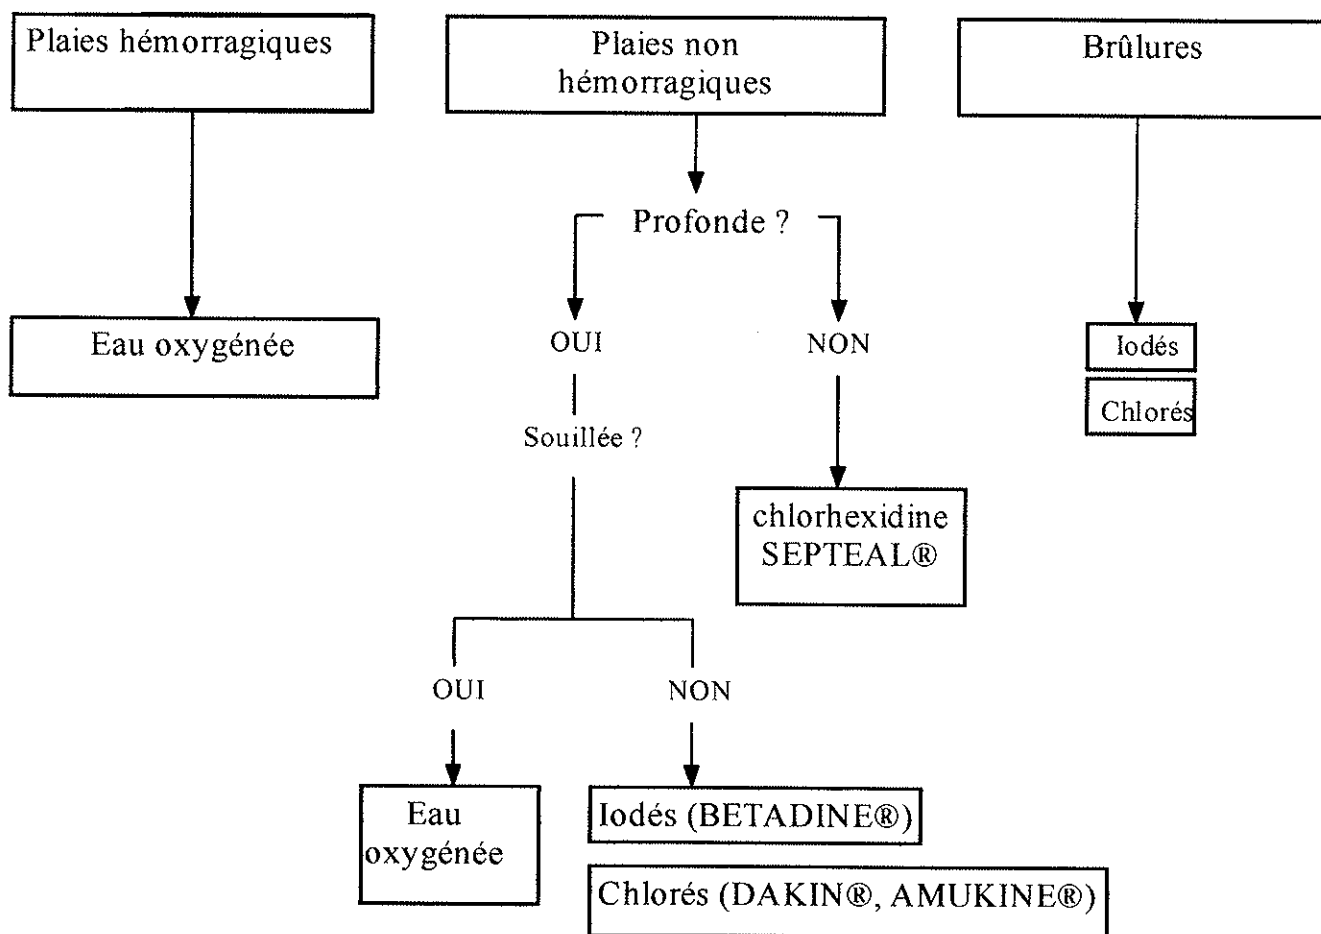 Plaies hémorragiques
Plaies non
hémorragiques
Brûlures
Profonde ?
Eau oxygénée
OUI
NON
Iodés
Chlorés
Souillée ?
chlorhexidine
SEPTEAL®
OUI
NON
Eau
oxygénée
Iodés (BETADINE®)
Chlorés (DAKIN®, AMUKINE®)